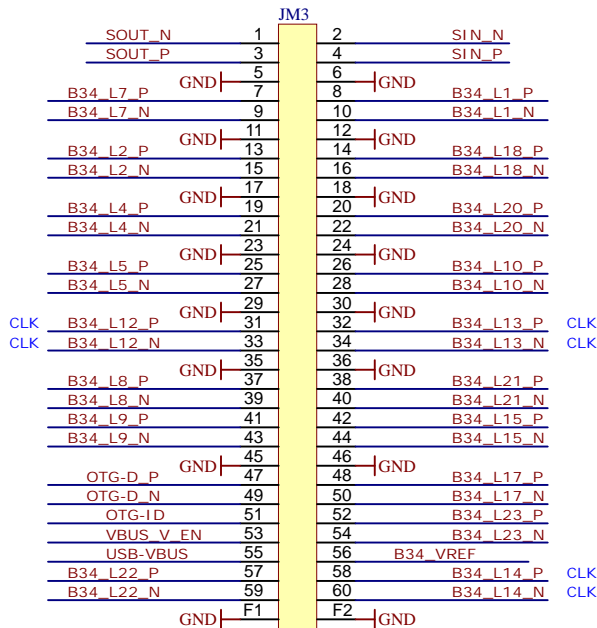 JM3
SOUT_N 1 2 SIN_N
SOUT_P 3 4 SIN_P
GND 5 6 GND
B34_L7_P 7 8 B34_L1_P
B34_L7_N 9 10 B34_L1_N
GND 11 12 GND
B34_L2_P 13 14 B34_L18_P
B34_L2_N 15 16 B34_L18_N
GND 17 18 GND
B34_L4_P 19 20 B34_L20_P
B34_L4_N 21 22 B34_L20_N
GND 23 24 GND
B34_L5_P 25 26 B34_L10_P
B34_L5_N 27 28 B34_L10_N
GND 29 30 GND
CLK B34_L12_P 31 32 B34_L13_P CLK
CLK B34_L12_N 33 34 B34_L13_N CLK
GND 35 36 GND
B34_L8_P 37 38 B34_L21_P
B34_L8_N 39 40 B34_L21_N
B34_L9_P 41 42 B34_L15_P
B34_L9_N 43 44 B34_L15_N
GND 45 46 GND
OTG-D_P 47 48 B34_L17_P
OTG-D_N 49 50 B34_L17_N
OTG-ID 51 52 B34_L23_P
VBUS_V_EN 53 54 B34_L23_N
USB-VBUS 55 56 B34_VREF
B34_L22_P 57 58 B34_L14_P CLK
B34_L22_N 59 60 B34_L14_N CLK
GND F1 F2 GND